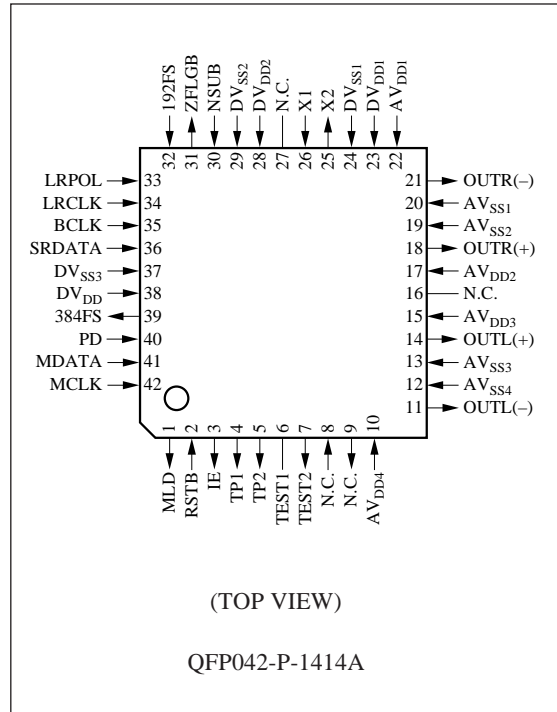 192FS
ZFLGB
NSUB
DVSS2
DVDD2
N.C.
X1
X2
DVSS1
DVDD1
AVDD1
32 31 30 29 28 27 26 25 24 23 22
LRPOL 33
LRCLK 34
BCLK 35
SRDATA 36
DVSS3 37
DVDD 38
384FS 39
PD 40
MDATA 41
MCLK 42
21 OUTR(–)
20 AVSS1
19 AVSS2
18 OUTR(+)
17 AVDD2
16 N.C.
15 AVDD3
14 OUTL(+)
13 AVSS3
12 AVSS4
11 OUTL(–)
1 2 3 4 5 6 7 8 9 10
MLD
RSTB
IE
TP1
TP2
TEST1
TEST2
N.C.
N.C.
AVDD4
(TOP VIEW)
QFP042-P-1414A